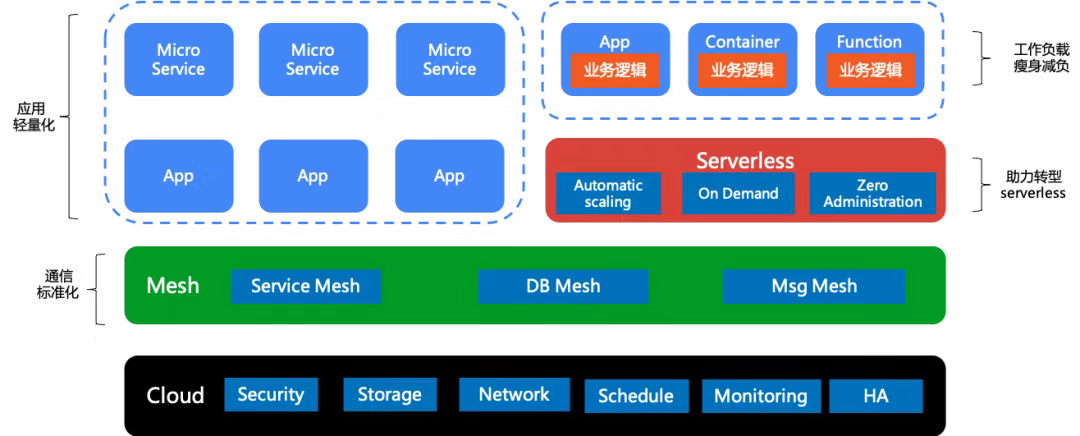 应用
轻量化
Micro
Service
Micro
Service
Micro
Service
App
App
App
App
业务逻辑
Container
业务逻辑
Function
业务逻辑
工作负载
瘦身减负
Serverless
Automatic
scaling
On Demand
Zero
Administration
助力转型
serverless
通信
标准化
Mesh
Service Mesh
DB Mesh
Msg Mesh
Cloud
Security
Storage
Network
Schedule
Monitoring
HA